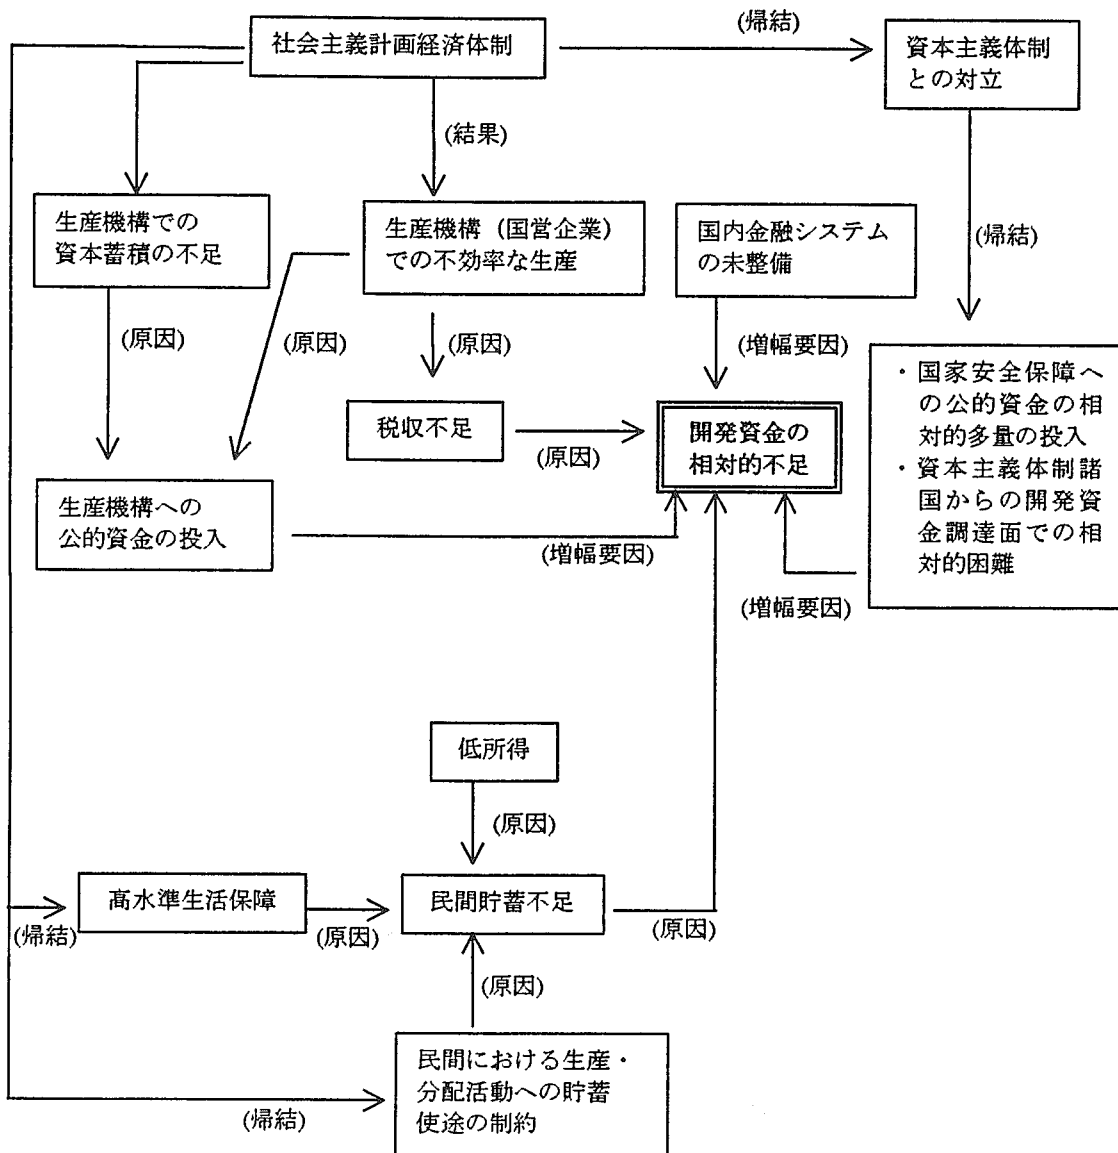 社会主義計画経済体制
(帰結)
資本主義体制
との対立
(結果)
生産機構での
資本蓄積の不足
生産機構（国営企業）
での不効率な生産
国内金融システム
の未整備
(帰結)
(原因)
(原因)
(原因)
(増幅要因)
・国家安全保障へ
の公的資金の相
対的多量の投入
・資本主義体制諸
国からの開発資
金調達面での相
対的困難
税収不足
(原因)
開発資金の
相対的不足
生産機構への
公的資金の投入
(増幅要因)
(増幅要因)
低所得
(原因)
高水準生活保障
民間貯蓄不足
(帰結)
(原因)
(原因)
(原因)
民間における生産・
分配活動への貯蓄
使途の制約
(帰結)